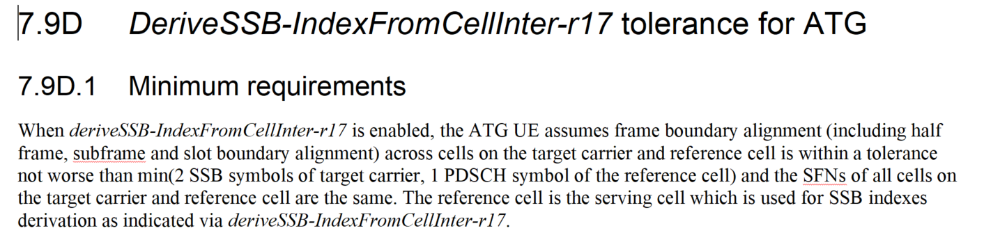 7.9D DeriveSSB-IndexFromCellInter-r17 tolerance for ATG
7.9D.1 Minimum requirements
When deriveSSB-IndexFromCellInter-r17 is enabled, the ATG UE assumes frame boundary alignment (including half
frame, subframe and slot boundary alignment) across cells on the target carrier and reference cell is within a tolerance
not worse than min(2 SSB symbols of target carrier, 1 PDSCH symbol of the reference cell) and the SFNs of all cells on
the target carrier and reference cell are the same. The reference cell is the serving cell which is used for SSB indexes
derivation as indicated via deriveSSB-IndexFromCellInter-r17.